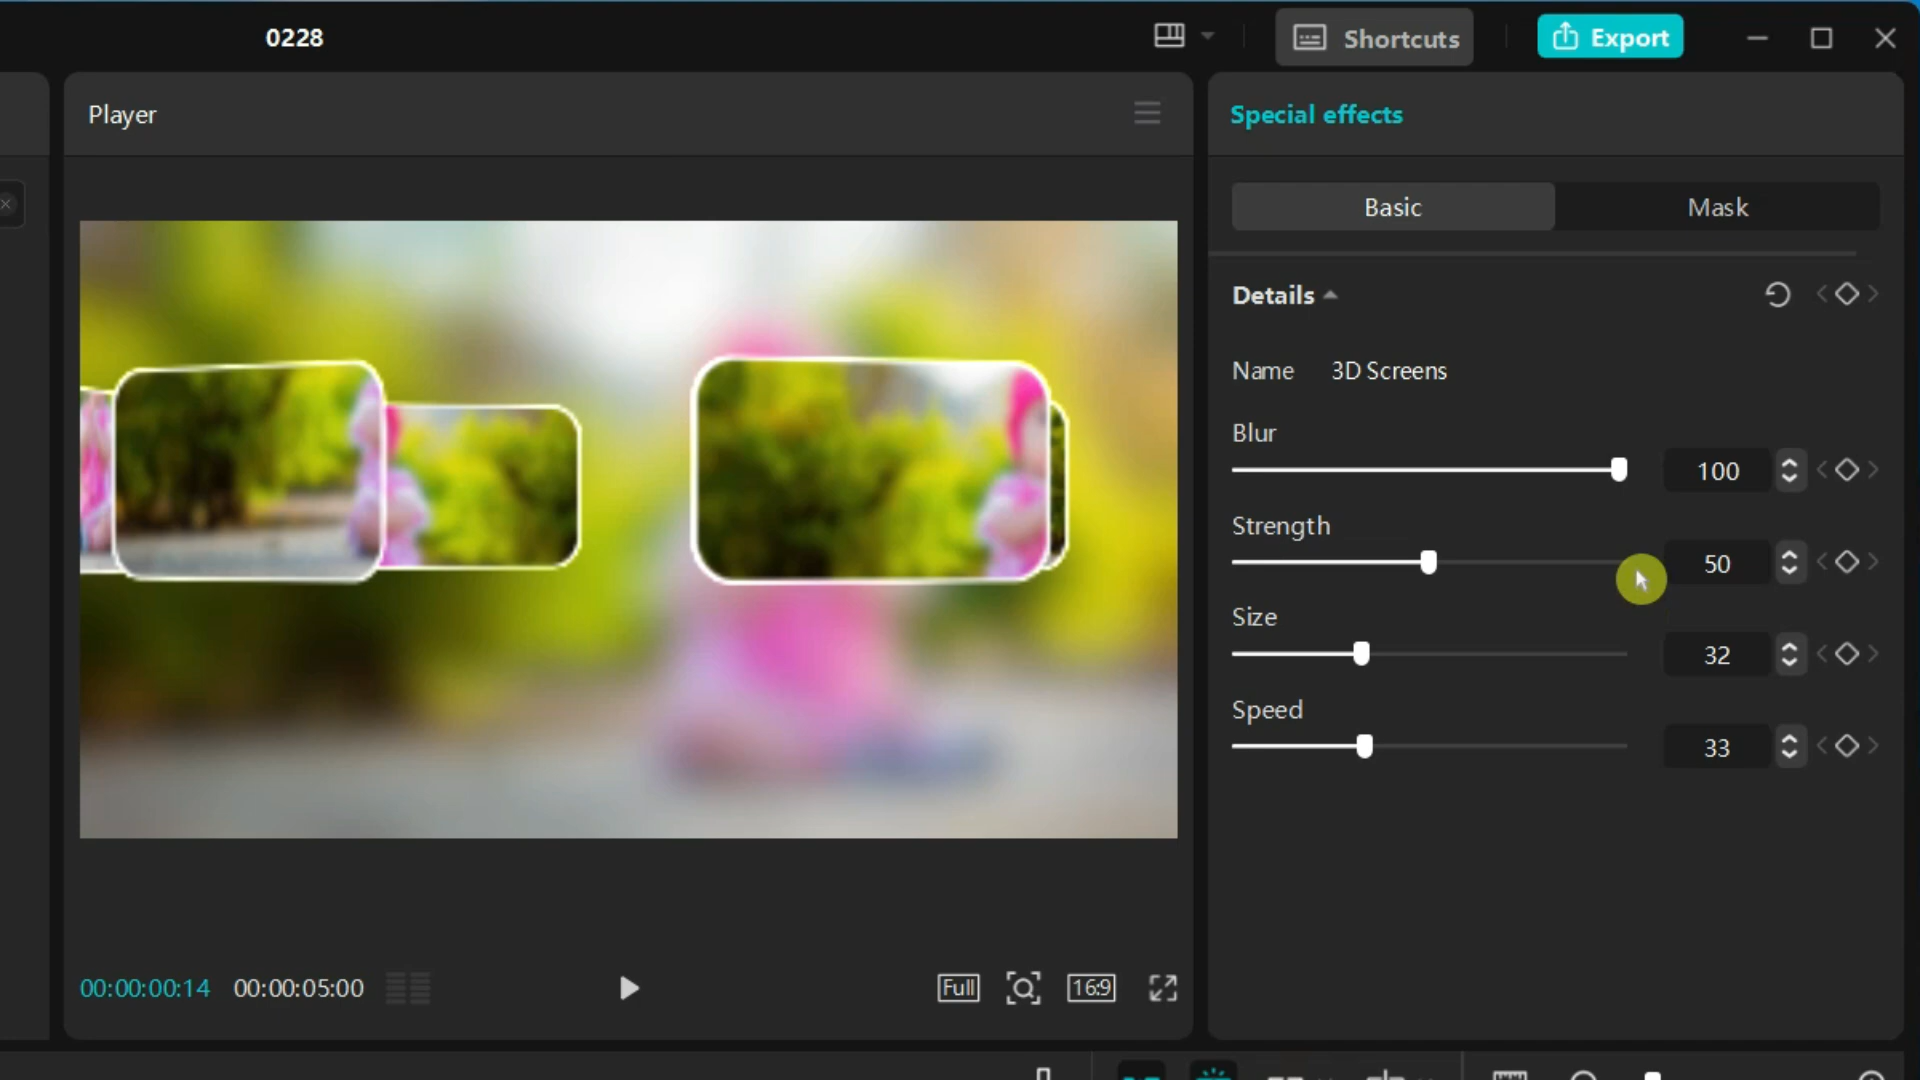 0228
Shortcuts
Export
Player
Special effects
Basic
Mask
Details
Name 3D Screens
Blur
100
Strength
50
Size
32
Speed
33
00:00:00:14 00:00:05:00
Full
16:9